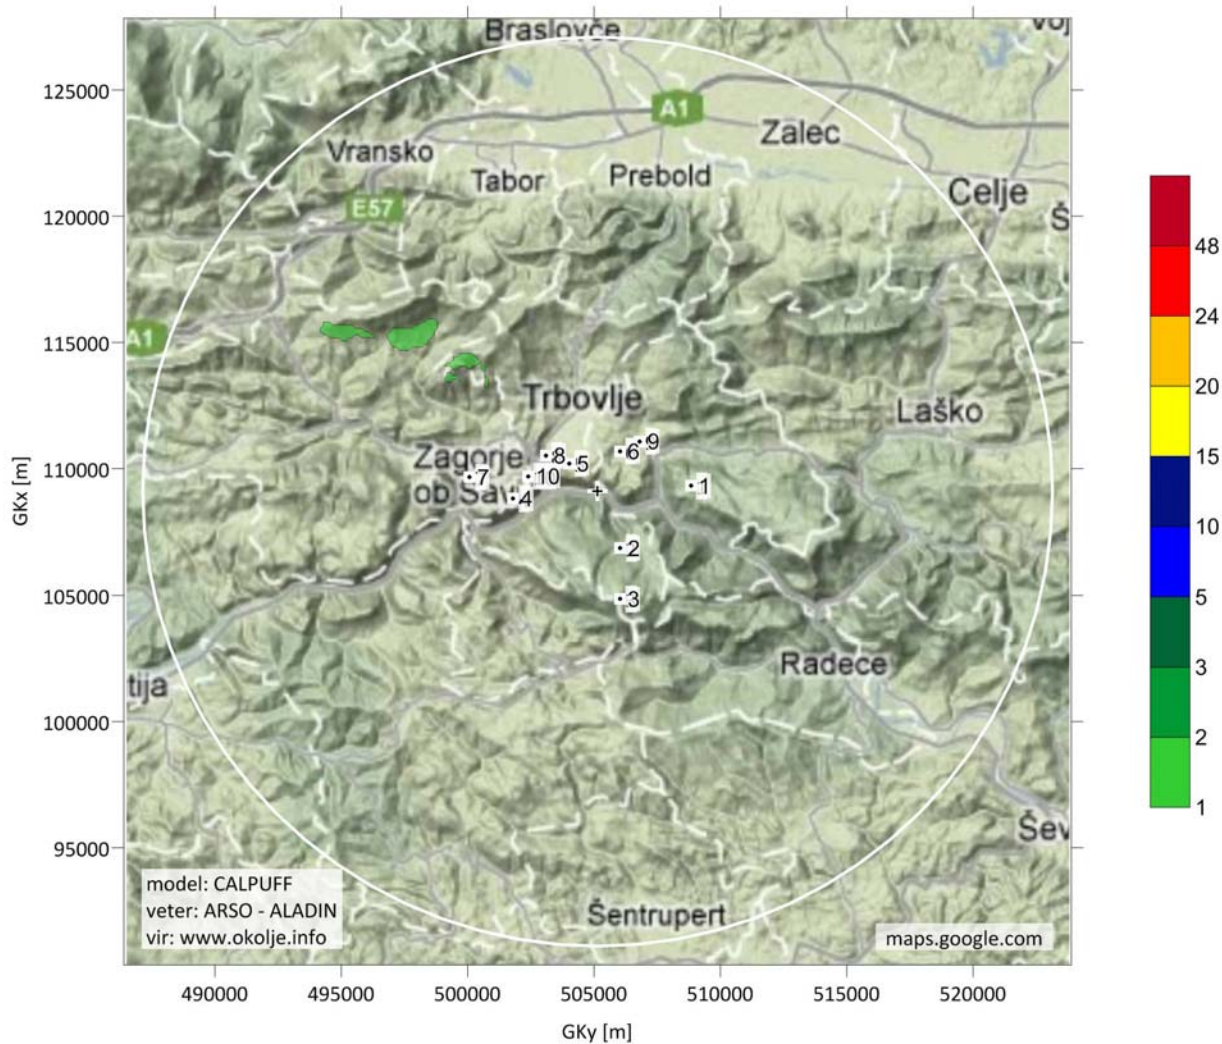 Braslovče
Voj
125000
A1
Zalec
Vransko
Tabor
Prebold
Celje
120000
E57
Š
48
A1
115000
24
20
Trbovlje
Laško
15
110000
Zagorje
ob Sav
8
5
6
9
7
10
4
1
10
2
GKx [m]
105000
3
5
3
Radece
tija
100000
2
1
Šev
95000
model: CALPUFF
veter: ARSO - ALADIN
vir: www.okolje.info
Šentrupert
maps.google.com
490000 495000 500000 505000 510000 515000 520000
GKy [m]